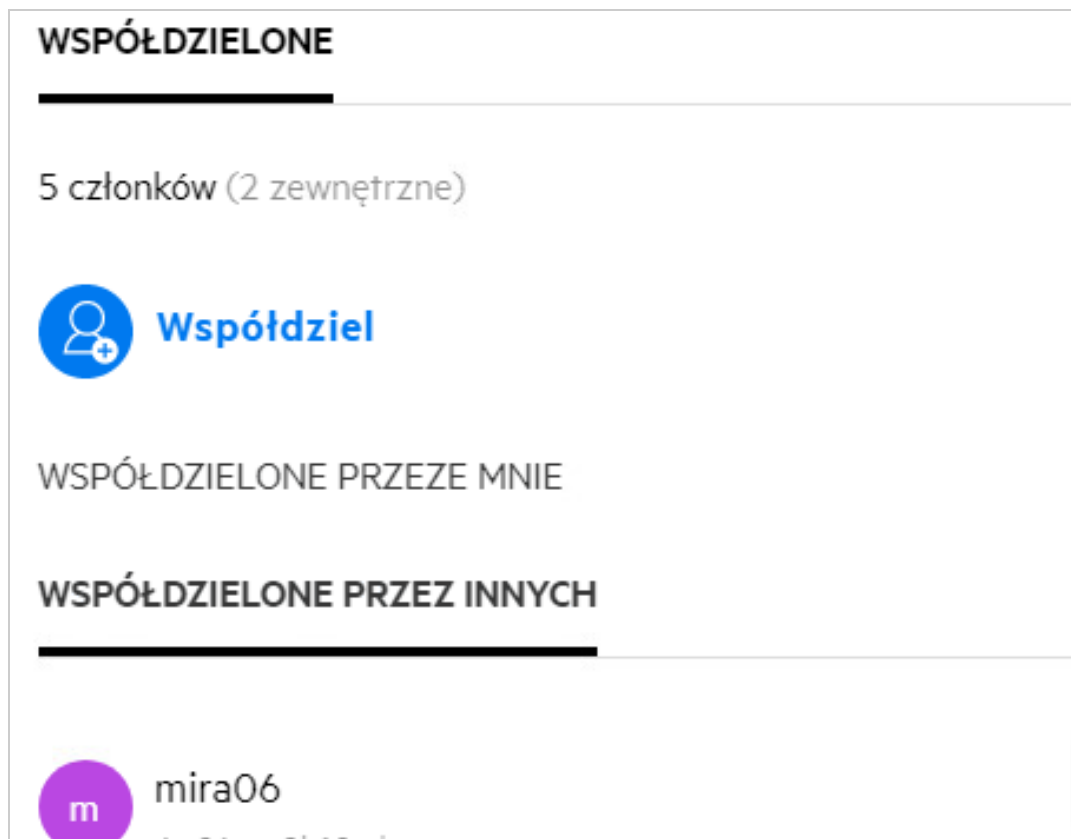 WSPÓŁDZIELONE
5 członków (2 zewnętrzne)
Współdziel
WSPÓŁDZIELONE PRZEZE MNIE
WSPÓŁDZIELONE PRZEZ INNYCH
m
mira06